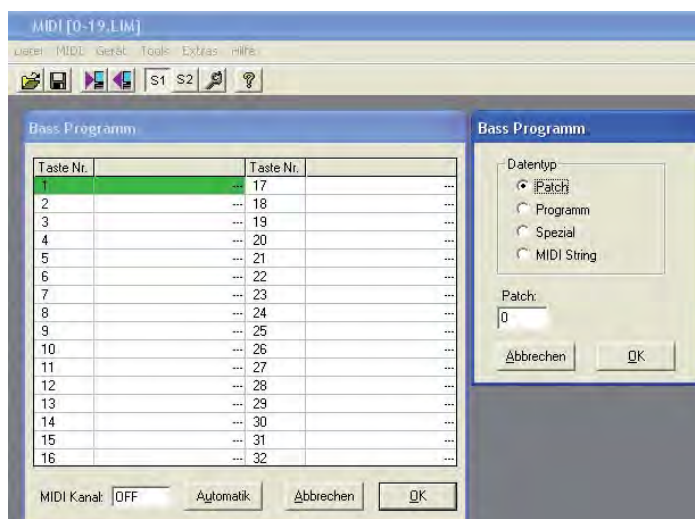 MIDI [0-19.LIM]
Datei MIDI Gerät Tools Extras Hilfe
S1 S2
Bass Programm
Taste Nr. Taste Nr.
1 --- 17 ---
2 --- 18 ---
3 --- 19 ---
4 --- 20 ---
5 --- 21 ---
6 --- 22 ---
7 --- 23 ---
8 --- 24 ---
9 --- 25 ---
10 --- 26 ---
11 --- 27 ---
12 --- 28 ---
13 --- 29 ---
14 --- 30 ---
15 --- 31 ---
16 --- 32 ---
MIDI Kanal: OFF Automatik Abbrechen OK
Bass Programm
Datentyp
Patch
Programm
Spezial
MIDI String
Patch:
0
Abbrechen OK